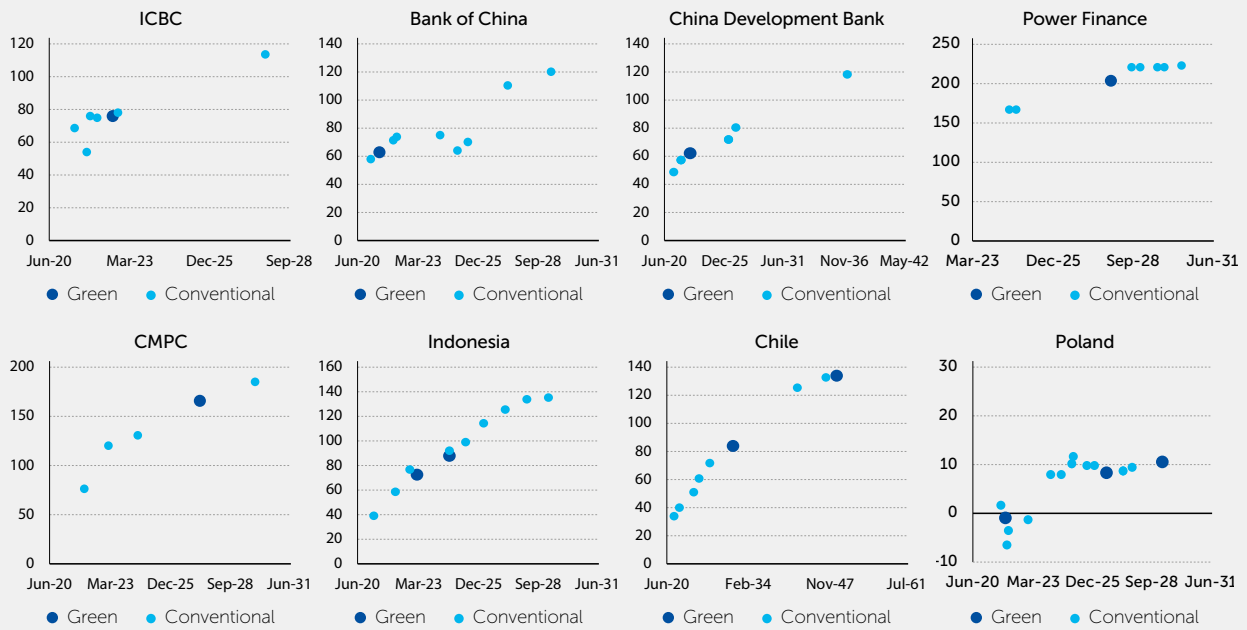 ICBC
120
100
80
60
40
20
0
Jun-20 Mar-23 Dec-25 Sep-28
Green Conventional
Bank of China
140
120
100
80
60
40
20
0
Jun-20 Mar-23 Dec-25 Sep-28 Jun-31
Green Conventional
China Development Bank
140
120
100
80
60
40
20
0
Jun-20 Dec-25 Jun-31 Nov-36 May-42
Green Conventional
Power Finance
250
200
150
100
50
0
Mar-23 Dec-25 Sep-28 Jun-31
Green Conventional
CMPC
200
150
100
50
0
Jun-20 Mar-23 Dec-25 Sep-28 Jun-31
Green Conventional
Indonesia
160
140
120
100
80
60
40
20
0
Jun-20 Mar-23 Dec-25 Sep-28 Jun-31
Green Conventional
Chile
140
120
100
80
60
40
20
0
Jun-20 Feb-34 Nov-47 Jul-61
Green Conventional
Poland
30
20
10
0
-10
Jun-20 Mar-23 Dec-25 Sep-28 Jun-31
Green Conventional